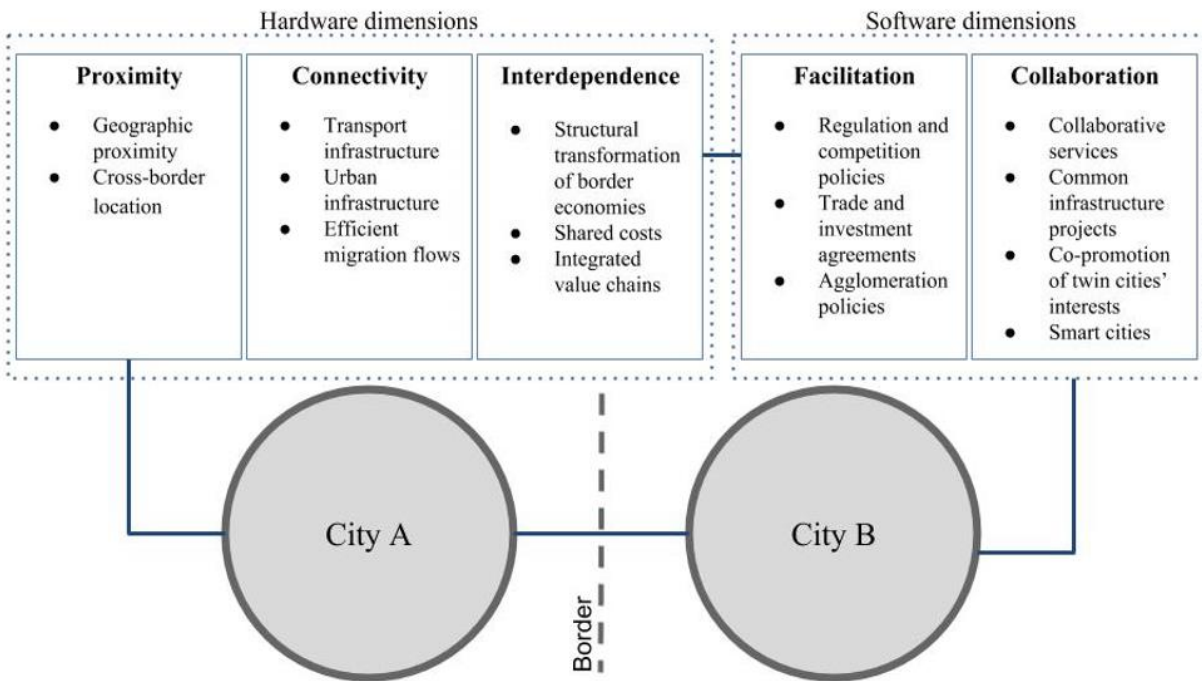 Hardware dimensions
Software dimensions
Proximity
● Geographic
proximity
● Cross-border
location
Connectivity
● Transport
infrastructure
● Urban
infrastructure
● Efficient
migration flows
Interdependence
● Structural
transformation
of border
economies
● Shared costs
● Integrated
value chains
Facilitation
● Regulation and
competition
policies
● Trade and
investment
agreements
● Agglomeration
policies
Collaboration
● Collaborative
services
● Common
infrastructure
projects
● Co-promotion
of twin cities’
interests
● Smart cities
City A
Border
City B